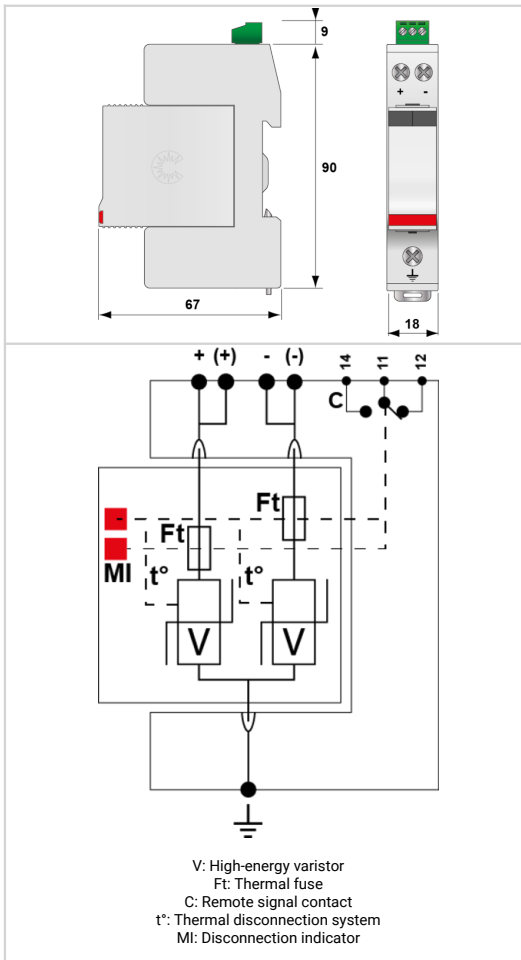 9
+ -
90
67
18
+ (+) - (-)
14 11 12
C
Ft
Ft
MI t° t°
V V
V: High-energy varistor
Ft: Thermal fuse
C: Remote signal contact
t°: Thermal disconnection system
MI: Disconnection indicator